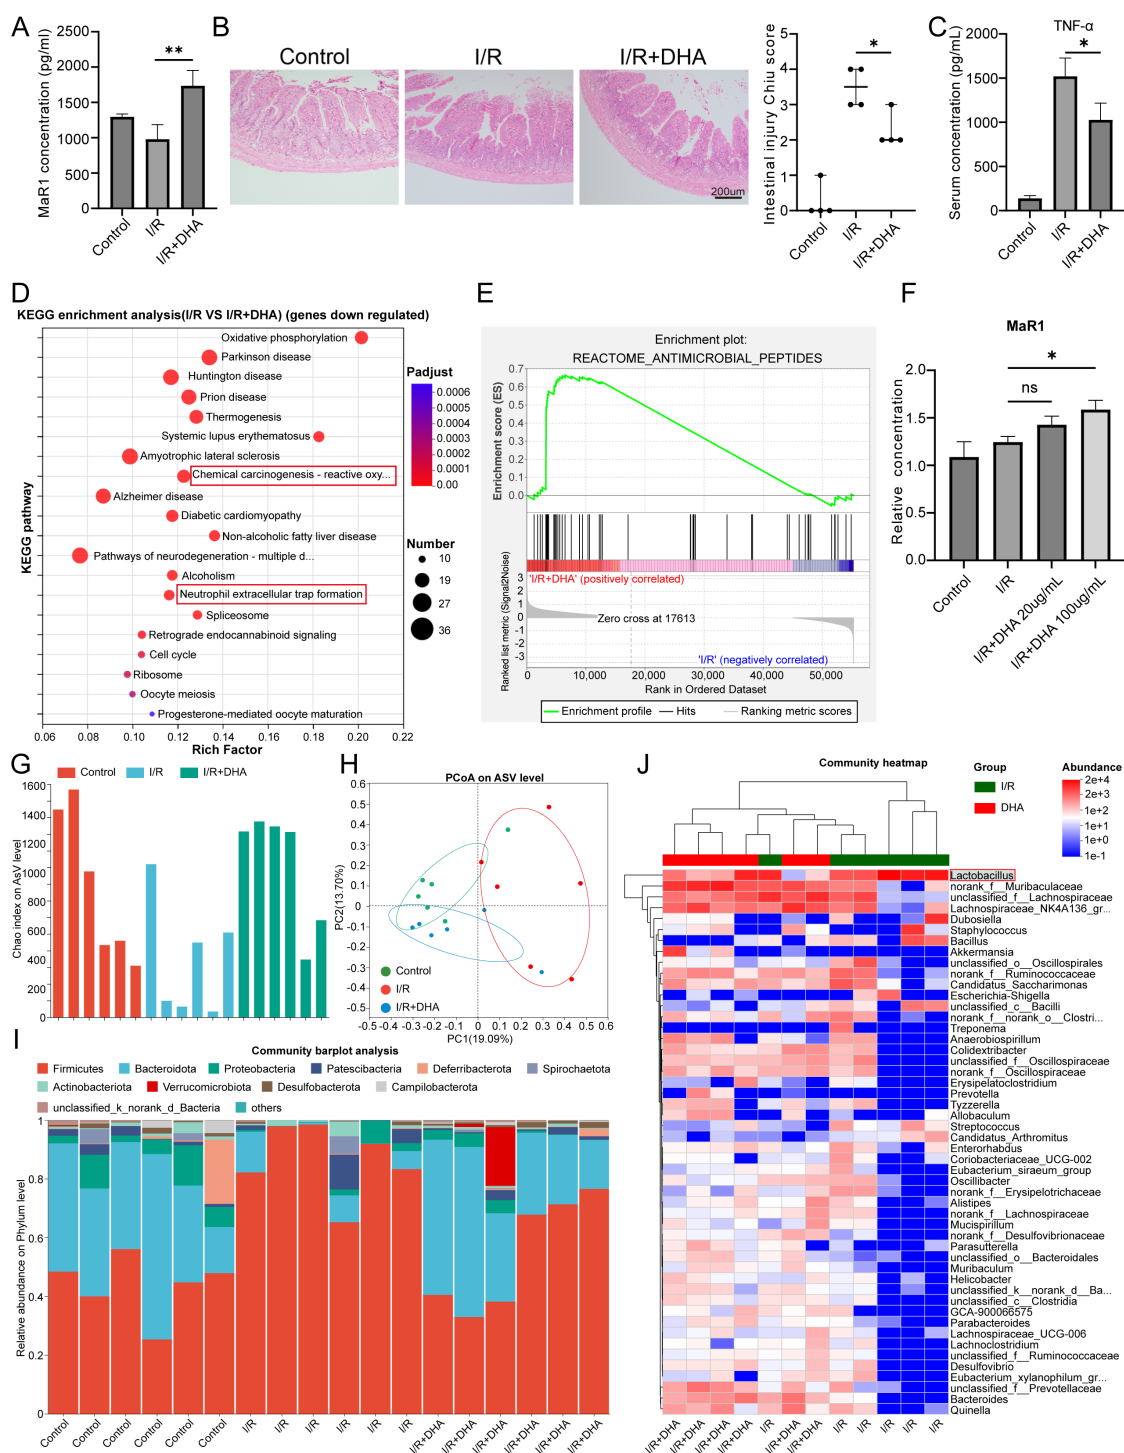 A
MaR1 concentration (pg/ml)
2500
2000
1500
1000
500
0
**
Control
I/R
I/R+DHA
B
Control
I/R
I/R+DHA
200um
Intestinal injury Chiu score
5
4
3
2
1
0
*
Control
I/R
I/R+DHA
C
TNF-α
Serum concentration (pg/mL)
2000
1500
1000
500
0
*
Control
I/R
I/R+DHA
D
KEGG enrichment analysis(I/R VS I/R+DHA) (genes down regulated)
KEGG pathway
Oxidative phosphorylation
Parkinson disease
Huntington disease
Prion disease
Thermogenesis
Systemic lupus erythematosus
Amyotrophic lateral sclerosis
Chemical carcinogenesis - reactive oxy...
Alzheimer disease
Diabetic cardiomyopathy
Non-alcoholic fatty liver disease
Pathways of neurodegeneration - multiple d...
Alcoholism
Neutrophil extracellular trap formation
Spliceosome
Retrograde endocannabinoid signaling
Cell cycle
Ribosome
Oocyte meiosis
Progesterone-mediated oocyte maturation
0.06 0.08 0.10 0.12 0.14 0.16 0.18 0.20 0.22
Rich Factor
Padjust
0.0006
0.0005
0.0004
0.0003
0.0002
0.0001
0.00
Number
10
19
27
36
E
Enrichment plot:
REACTOME_ANTIMICROBIAL_PEPTIDES
Enrichment score (ES)
0.7
0.6
0.5
0.4
0.3
0.2
0.1
0.0
'I/R+DHA' (positively correlated)
Ranked list metric (Signal2Noise)
3
2
1
0
-1
-2
-3
Zero cross at 17613
'I/R' (negatively correlated)
0 10,000 20,000 30,000 40,000 50,000
Rank in Ordered Dataset
Enrichment profile Hits Ranking metric scores
F
MaR1
Relative concentration
2.0
1.5
1.0
0.5
0.0
*
ns
Control
I/R
I/R+DHA 20ug/mL
I/R+DHA 100ug/mL
G
Control I/R I/R+DHA
Chao index on AsV level
1600
1400
1200
1000
800
600
400
200
0
H
PCoA on ASV level
PC2(13.70%)
0.6
0.5
0.4
0.3
0.2
0.1
0
-0.1
-0.2
-0.3
-0.4
-0.5
Control
I/R
I/R+DHA
-0.5 -0.4 -0.3 -0.2 -0.1 0 0.1 0.2 0.3 0.4 0.5 0.6
PC1(19.09%)
I
Community barplot analysis
Firmicutes Bacteroidota Proteobacteria Patescibacteria Deferribacterota Spirochaetota
Actinobacteriota Verrucomicrobiota Desulfobacterota Campilobacterota
unclassified_k_norank_d_Bacteria others
Relative abundance on Phylum level
1
0.8
0.6
0.4
0.2
0
Control Control Control Control Control Control I/R I/R I/R I/R I/R I/R I/R+DHA I/R+DHA I/R+DHA I/R+DHA I/R+DHA I/R+DHA
J
Community heatmap
Group
I/R
DHA
Abundance
2e+4
2e+3
1e+2
1e+1
1e+0
1e-1
Lactobacillus
norank_f__Muribaculaceae
unclassified_f__Lachnospiraceae
Lachnospiraceae_NK4A136_gr...
Dubosiella
Staphylococcus
Bacillus
Akkermansia
unclassified_o__Oscillospirales
norank_f__Ruminococcaceae
Candidatus_Saccharimonas
Escherichia-Shigella
unclassified_c__Bacilli
norank_f__norank_o__Clostri...
Treponema
Anaerobiospirillum
Colidextribacter
unclassified_f__Oscillospiraceae
norank_f__Oscillospiraceae
Erysipelatoclostridium
Prevotella
Tyzzerella
Allobaculum
Streptococcus
Candidatus_Arthromitus
Enterorhabdus
Coriobacteriaceae_UCG-002
Eubacterium_siraeum_group
Oscillibacter
norank_f__Erysipelotrichaceae
Alistipes
norank_f__Lachnospiraceae
Mucispirillum
norank_f__Desulfovibrionaceae
Parasutterella
unclassified_o__Bacteroidales
Muribaculum
Helicobacter
unclassified_k__norank_d__Ba...
unclassified_c__Clostridia
GCA-900066575
Parabacteroides
Lachnospiraceae_UCG-006
Lachnoclostridium
unclassified_f__Ruminococcaceae
Desulfovibrio
Eubacterium_xylanophilum_gr...
unclassified_f__Prevotellaceae
Bacteroides
Quinella
I/R+DHA I/R+DHA I/R+DHA I/R+DHA I/R I/R+DHA I/R+DHA I/R I/R I/R I/R I/R